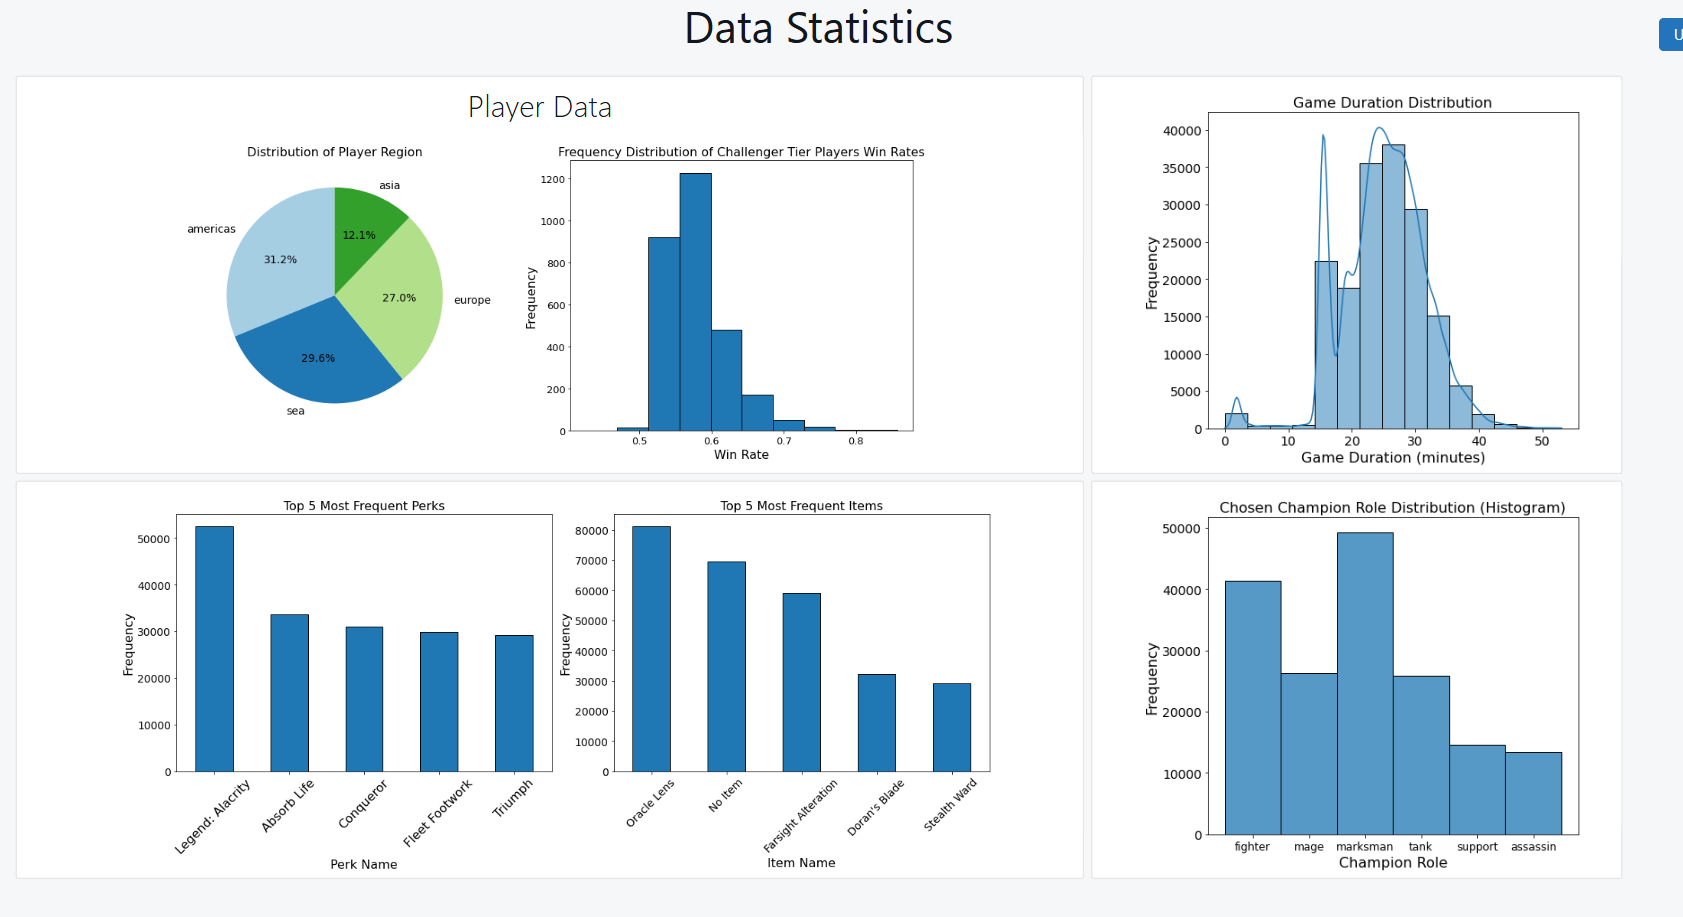 Data Statistics
U
Player Data
Distribution of Player Region
asia
americas
12.1%
31.2%
27.0%
europe
29.6%
sea
Frequency Distribution of Challenger Tier Players Win Rates
Frequency
1200
1000
800
600
400
200
0
0.5 0.6 0.7 0.8
Win Rate
Game Duration Distribution
Frequency
40000
35000
30000
25000
20000
15000
10000
5000
0
0 10 20 30 40 50
Game Duration (minutes)
Top 5 Most Frequent Perks
Frequency
50000
40000
30000
20000
10000
0
Legend: Alacrity
Absorb Life
Conqueror
Fleet Footwork
Triumph
Perk Name
Top 5 Most Frequent Items
Frequency
80000
70000
60000
50000
40000
30000
20000
10000
0
Oracle Lens
No Item
Farsight Alteration
Doran's Blade
Stealth Ward
Item Name
Chosen Champion Role Distribution (Histogram)
Frequency
50000
40000
30000
20000
10000
0
fighter mage marksman tank support assassin
Champion Role